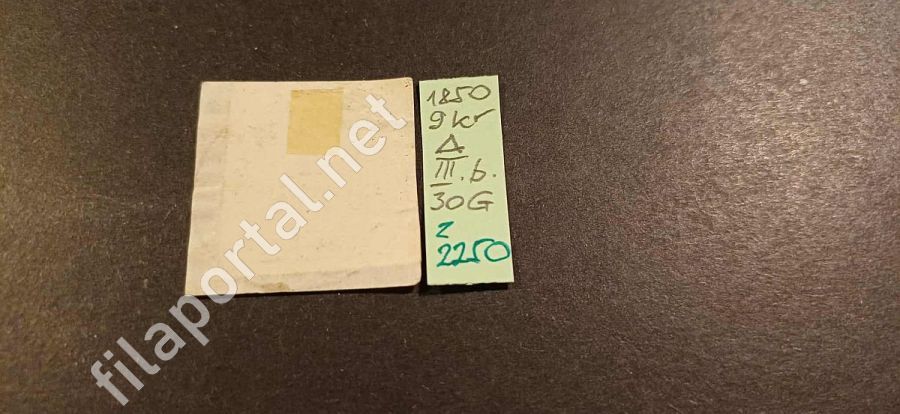 1850
9 kr
Δ
III.b.
30G
z
2250
filaportal.net